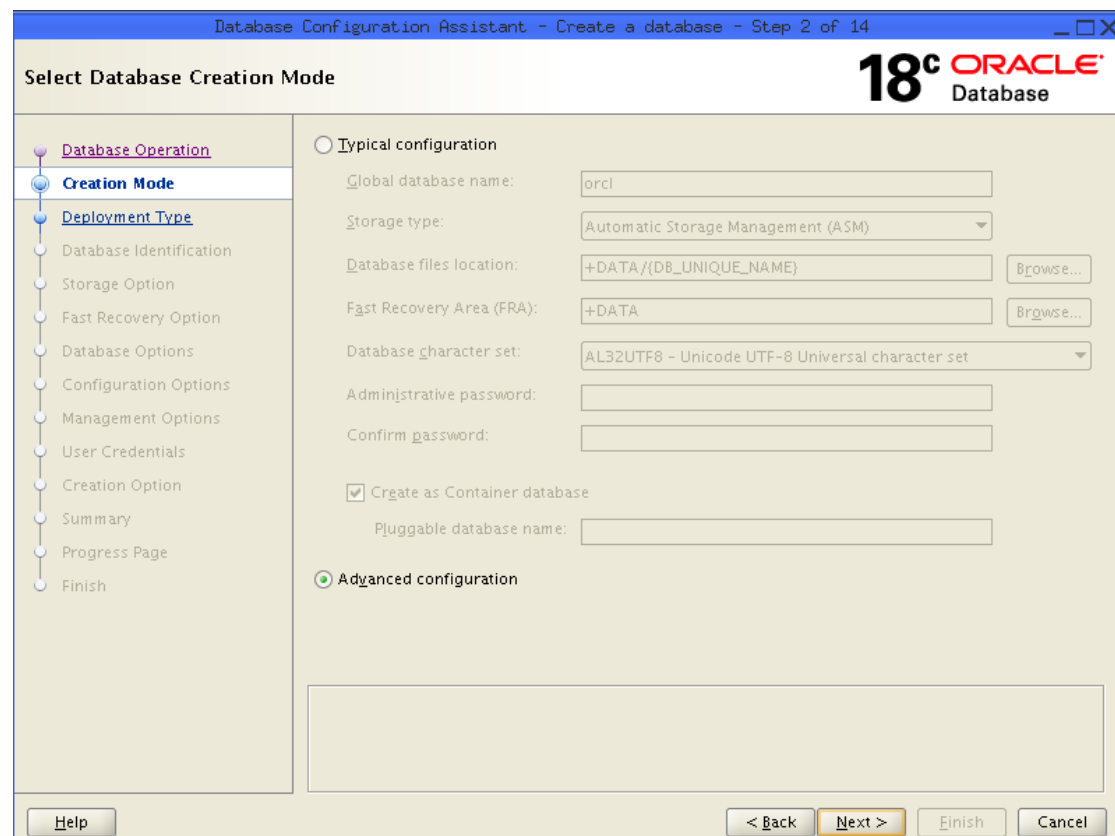 Database Configuration Assistant - Create a database - Step 2 of 14
Select Database Creation Mode
18c ORACLE Database
Database Operation
Creation Mode
Deployment Type
Database Identification
Storage Option
Fast Recovery Option
Database Options
Configuration Options
Management Options
User Credentials
Creation Option
Summary
Progress Page
Finish
Typical configuration
Global database name: orcl
Storage type: Automatic Storage Management (ASM)
Database files location: +DATA/{DB_UNIQUE_NAME} Browse...
Fast Recovery Area (FRA): +DATA Browse...
Database character set: AL32UTF8 - Unicode UTF-8 Universal character set
Administrative password:
Confirm password:
Create as Container database
Pluggable database name:
Advanced configuration
Help < Back Next > Finish Cancel